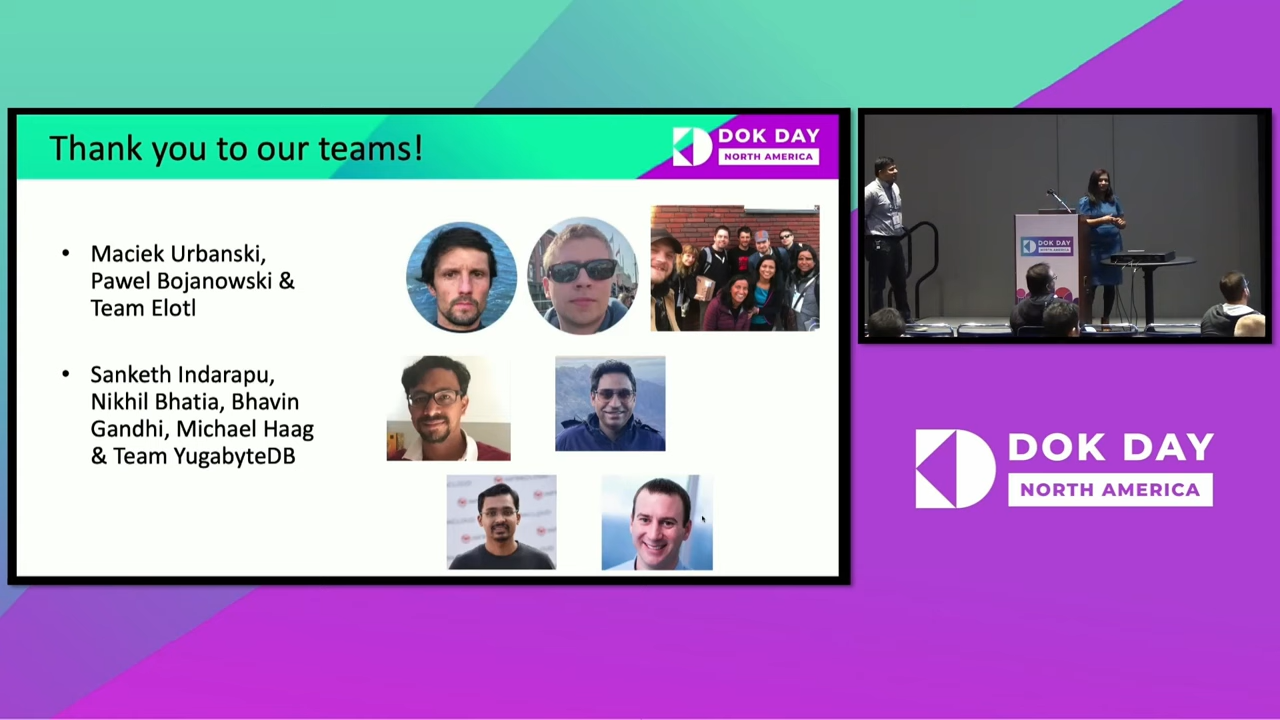 Thank you to our teams!
DOK DAY
NORTH AMERICA
• Maciek Urbanski,
Pawel Bojanowski &
Team Elotl
• Sanketh Indarapu,
Nikhil Bhatia, Bhavin
Gandhi, Michael Haag
& Team YugabyteDB
DOK DAY
NORTH AMERICA
DOK DAY
NORTH AMERICA